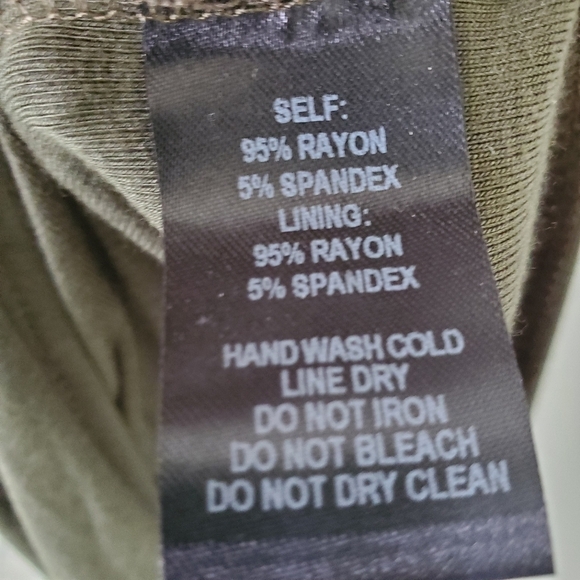 SELF:
95% RAYON
5% SPANDEX
LINING:
95% RAYON
5% SPANDEX
HAND WASH COLD
LINE DRY
DO NOT IRON
DO NOT BLEACH
DO NOT DRY CLEAN